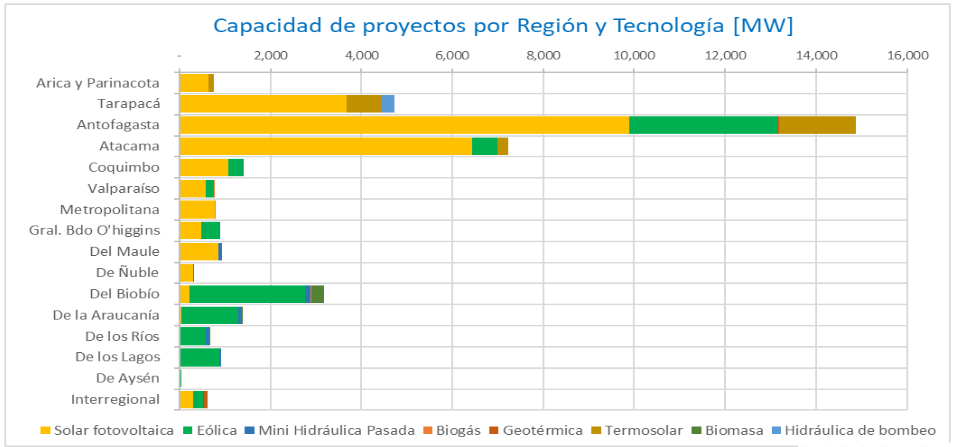 Capacidad de proyectos por Región y Tecnología [MW]
- 2,000 4,000 6,000 8,000 10,000 12,000 14,000 16,000
Arica y Parinacota
Tarapacá
Antofagasta
Atacama
Coquimbo
Valparaíso
Metropolitana
Gral. Bdo O'higgins
Del Maule
De Ñuble
Del Biobío
De la Araucanía
De los Ríos
De los Lagos
De Aysén
Interregional
Solar fotovoltaica Eólica Mini Hidráulica Pasada Biogás Geotérmica Termosolar Biomasa Hidráulica de bombeo